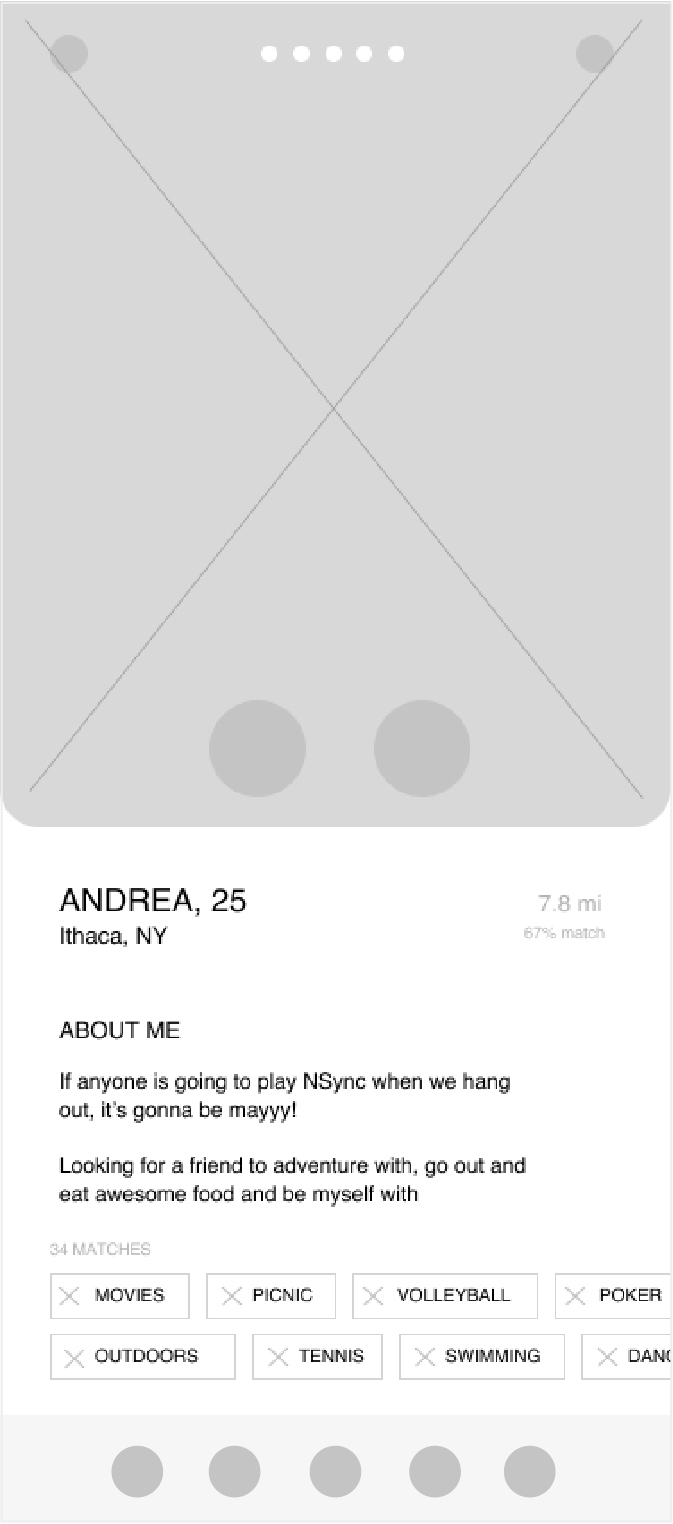 ANDREA, 25
7.8 mi
Ithaca, NY
67% match
ABOUT ME
If anyone is going to play NSync when we hang
out, it's gonna be mayyy!
Looking for a friend to adventure with, go out and
eat awesome food and be myself with
34 MATCHES
MOVIES PICNIC VOLLEYBALL POKER
OUTDOORS TENNIS SWIMMING DANC